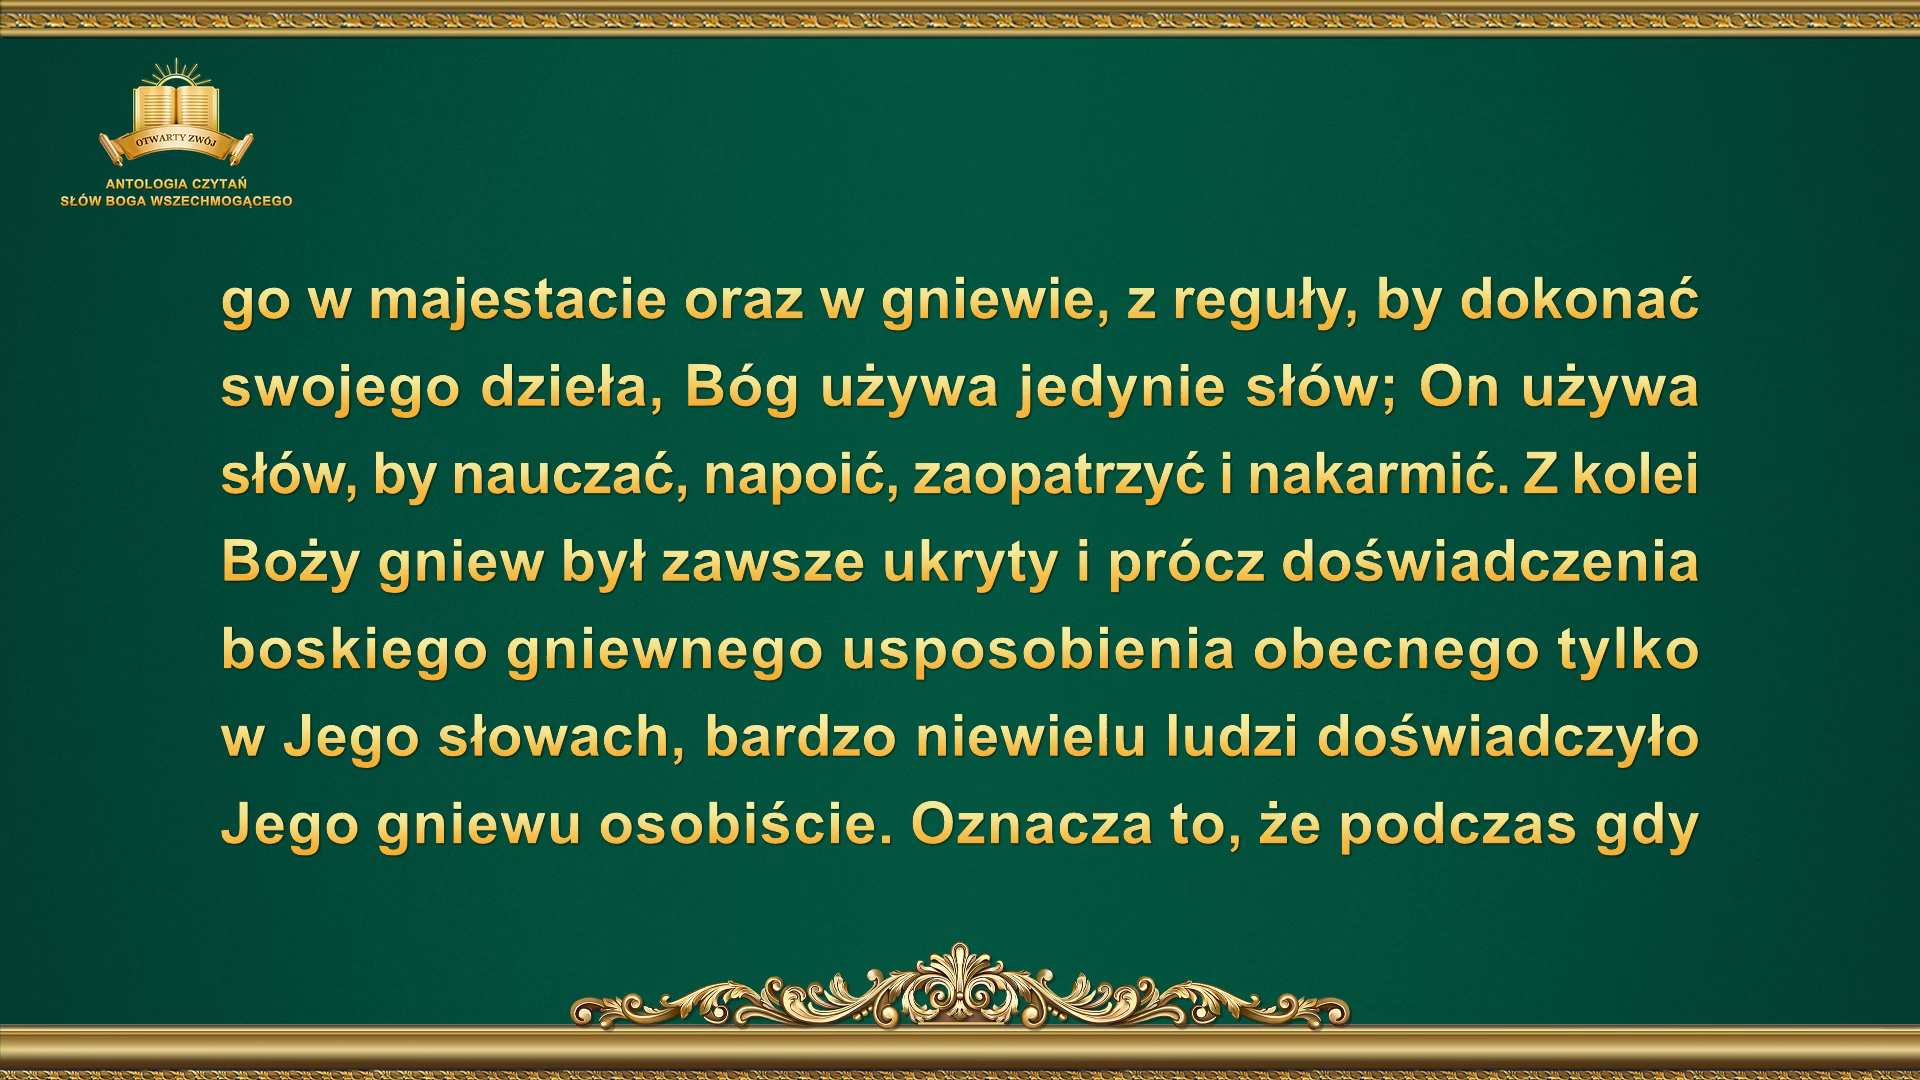 OTWARTY ZWÓJ
ANTOLOGIA CZYTAŃ
SŁÓW BOGA WSZECHMOGĄCEGO
go w majestacie oraz w gniewie, z reguły, by dokonać
swojego dzieła, Bóg używa jedynie słów; On używa
słów, by nauczać, napoić, zaopatrzyć i nakarmić. Z kolei
Boży gniew był zawsze ukryty i prócz doświadczenia
boskiego gniewnego usposobienia obecnego tylko
w Jego słowach, bardzo niewielu ludzi doświadczyło
Jego gniewu osobiście. Oznacza to, że podczas gdy